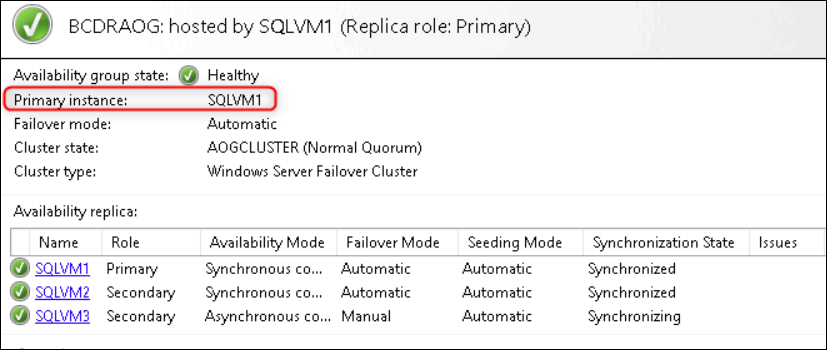 BCDRAOG: hosted by SQLVM1 (Replica role: Primary)
Availability group state: Healthy
Primary instance: SQLVM1
Failover mode: Automatic
Cluster state: AOGCLUSTER (Normal Quorum)
Cluster type: Windows Server Failover Cluster
Availability replica:
Name Role Availability Mode Failover Mode Seeding Mode Synchronization State Issues
SQLVM1 Primary Synchronous co... Automatic Automatic Synchronized
SQLVM2 Secondary Synchronous co... Automatic Automatic Synchronized
SQLVM3 Secondary Asynchronous co... Manual Automatic Synchronizing